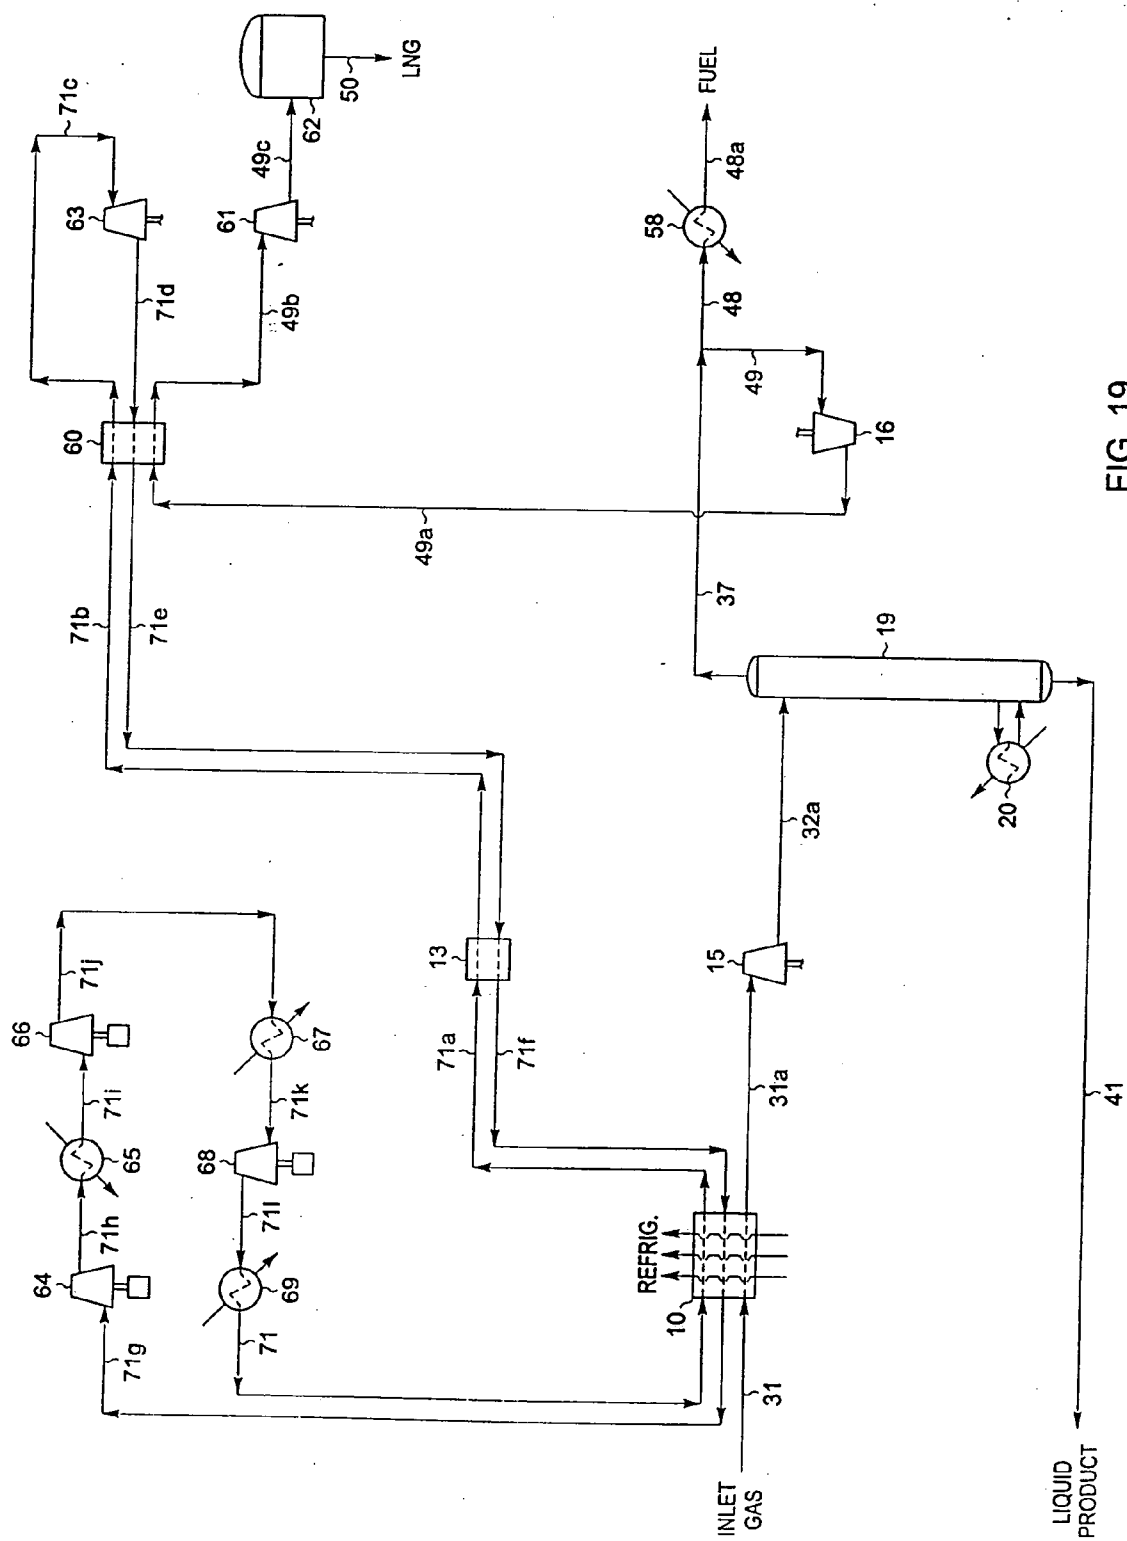 71c
63
71d
60
71b
71e
49c
62
50
LNG
61
49b
49a
58
48a
FUEL
48
49
16
37
19
32a
20
15
31a
13
71a
71f
66
71j
71i
65
71h
64
71g
67
71k
68
71l
69
71
REFRIG.
10
31
INLET
GAS
41
LIQUID
PRODUCT
FIG. 19